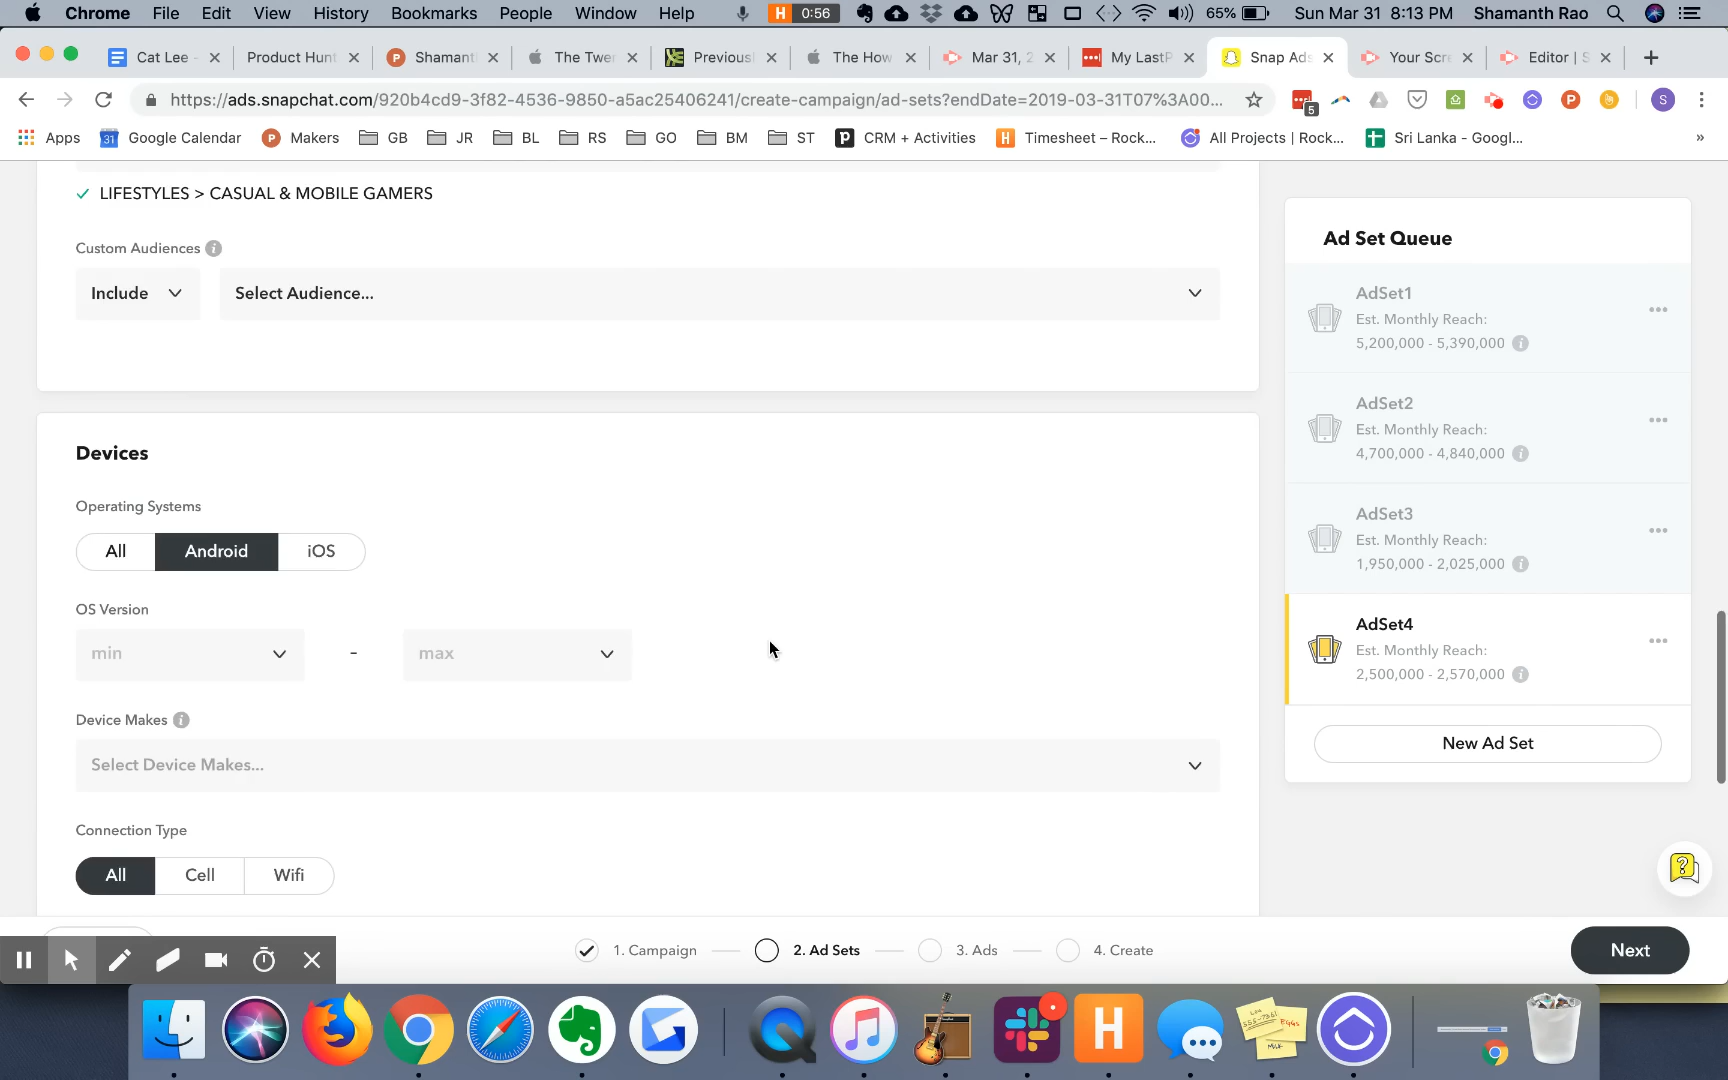 Chrome File Edit View History Bookmarks People Window Help H 0:56 65% Sun Mar 31 8:13 PM Shamanth Rao
Cat Lee - Product Hunt Shamant The Twer Previousl The How Mar 31, 2 My LastP Snap Ads Your Scre Editor | S
https://ads.snapchat.com/920b4cd9-3f82-4536-9850-a5ac25406241/create-campaign/ad-sets?endDate=2019-03-31T07%3A00... 5 S
Apps 31 Google Calendar P Makers GB JR BL RS GO BM ST CRM + Activities H Timesheet – Rock... All Projects | Rock... Sri Lanka - Googl... »
LIFESTYLES > CASUAL & MOBILE GAMERS
Custom Audiences
Include Select Audience...
Devices
Operating Systems
All Android iOS
OS Version
min - max
Device Makes
Select Device Makes...
Connection Type
All Cell Wifi
Ad Set Queue
AdSet1
Est. Monthly Reach:
5,200,000 - 5,390,000
AdSet2
Est. Monthly Reach:
4,700,000 - 4,840,000
AdSet3
Est. Monthly Reach:
1,950,000 - 2,025,000
AdSet4
Est. Monthly Reach:
2,500,000 - 2,570,000
New Ad Set
1. Campaign 2. Ad Sets 3. Ads 4. Create
Next
H